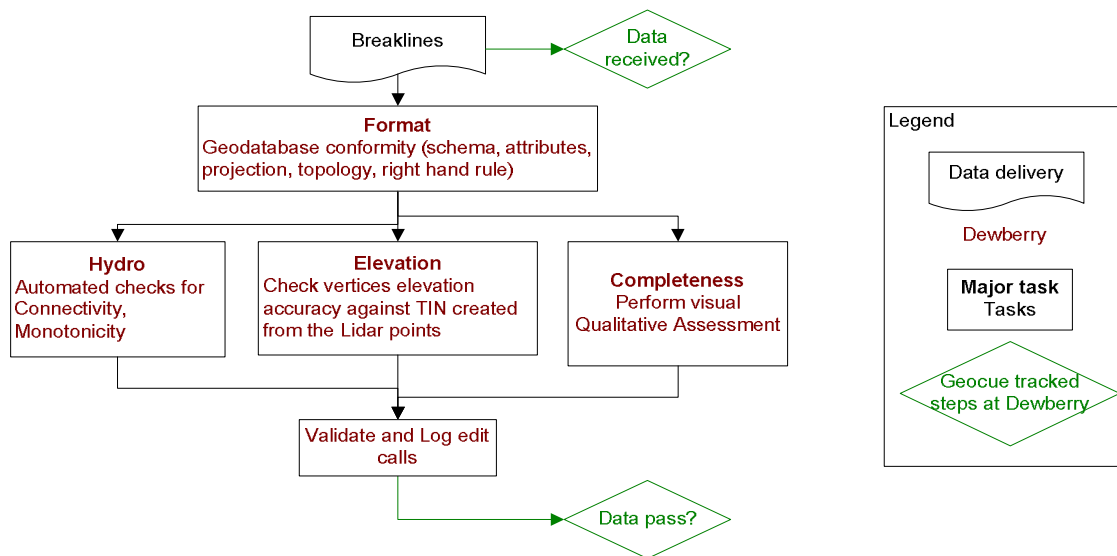 Breaklines
Data
received?
Format
Geodatabase conformity (schema, attributes,
projection, topology, right hand rule)
Hydro
Automated checks for
Connectivity,
Monotonicity
Elevation
Check vertices elevation
accuracy against TIN created
from the Lidar points
Completeness
Perform visual
Qualitative Assessment
Validate and Log edit
calls
Data pass?
Legend
Data delivery
Dewberry
Major task
Tasks
Geocue tracked
steps at Dewberry